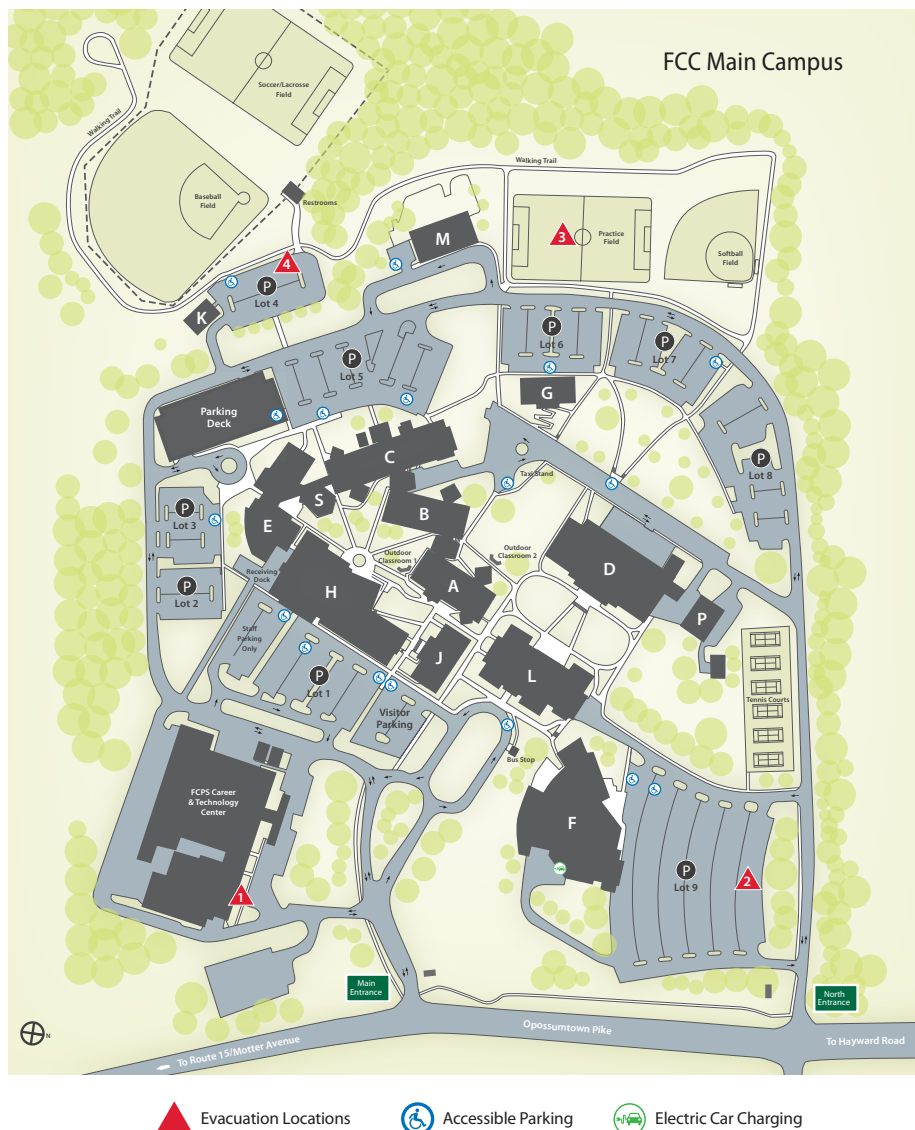 FCC Main Campus
Soccer/Lacrosse
Field
Walking Trail
Baseball
Field
Restrooms
Walking Trail
M
3
Practice
Field
Softball
Field
4
P
Lot 4
K
P
Lot 5
P
Lot 6
P
Lot 7
G
Parking
Deck
C
Taxi Stand
P
Lot 8
S
B
P
Lot 3
E
Outdoor
Classroom 1
Outdoor
Classroom 2
Receiving
Dock
D
P
Lot 2
H
A
P
Staff
Parking
Only
J
L
P
Lot 1
Visitor
Parking
Tennis Courts
Bus Stop
FCPS Career
& Technology
Center
F
P
Lot 9
2
1
Main
Entrance
North
Entrance
N
Opossumtown Pike
To Route 15/Motter Avenue
To Hayward Road
Evacuation Locations
Accessible Parking
Electric Car Charging